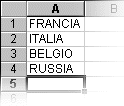 A B
1 FRANCIA
2 ITALIA
3 BELGIO
4 RUSSIA
5